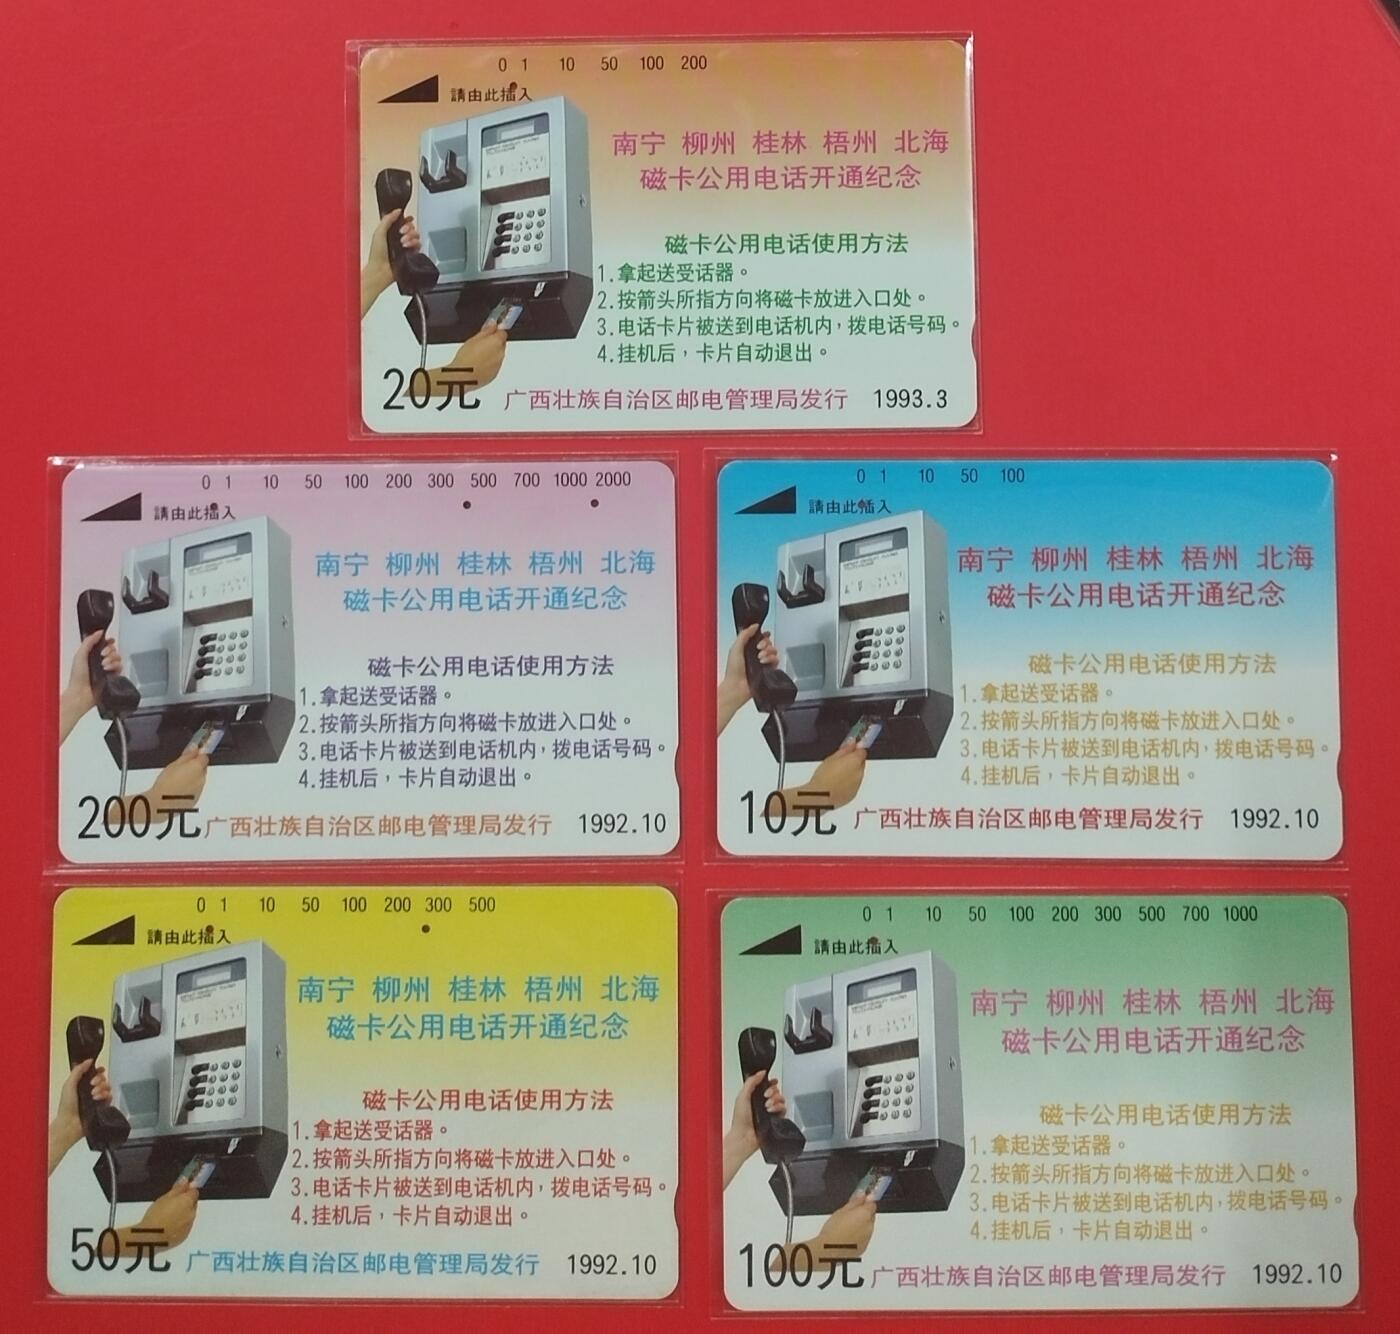 0 1 10 50 100 200
請由此插入
南宁 柳州 桂林 梧州 北海
磁卡公用电话开通纪念
磁卡公用电话使用方法
1.拿起送受话器。
2.按箭头所指方向将磁卡放进入口处。
3.电话卡片被送到电话机内，拨电话号码。
4.挂机后，卡片自动退出。
20元 广西壮族自治区邮电管理局发行 1993.3
0 1 10 50 100 200 300 500 700 1000 2000
請由此插入
南宁 柳州 桂林 梧州 北海
磁卡公用电话开通纪念
磁卡公用电话使用方法
1.拿起送受话器。
2.按箭头所指方向将磁卡放进入口处。
3.电话卡片被送到电话机内，拨电话号码。
4.挂机后，卡片自动退出。
200元 广西壮族自治区邮电管理局发行 1992.10
0 1 10 50 100
請由此插入
南宁 柳州 桂林 梧州 北海
磁卡公用电话开通纪念
磁卡公用电话使用方法
1.拿起送受话器。
2.按箭头所指方向将磁卡放进入口处。
3.电话卡片被送到电话机内，拨电话号码。
4.挂机后，卡片自动退出。
10元 广西壮族自治区邮电管理局发行 1992.10
0 1 10 50 100 200 300 500
請由此插入
南宁 柳州 桂林 梧州 北海
磁卡公用电话开通纪念
磁卡公用电话使用方法
1.拿起送受话器。
2.按箭头所指方向将磁卡放进入口处。
3.电话卡片被送到电话机内，拨电话号码。
4.挂机后，卡片自动退出。
50元 广西壮族自治区邮电管理局发行 1992.10
0 1 10 50 100 200 300 500 700 1000
請由此插入
南宁 柳州 桂林 梧州 北海
磁卡公用电话开通纪念
磁卡公用电话使用方法
1.拿起送受话器。
2.按箭头所指方向将磁卡放进入口处。
3.电话卡片被送到电话机内，拨电话号码。
4.挂机后，卡片自动退出。
100元 广西壮族自治区邮电管理局发行 1992.10